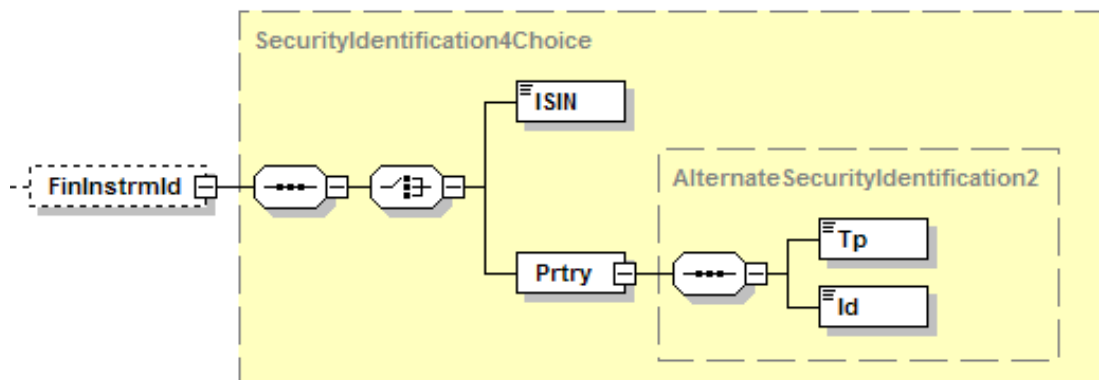 SecurityIdentification4Choice
ISIN
FinInstrmId
AlternateSecurityIdentification2
Tp
Prtry
Id